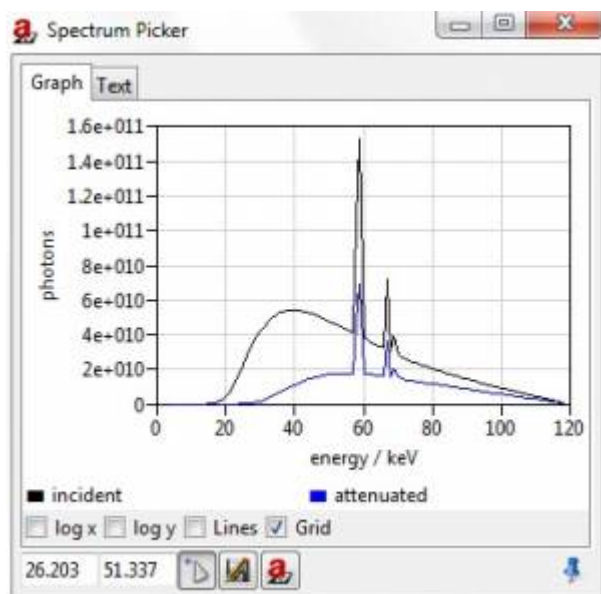 Spectrum Picker
Graph Text
1.6e+011
1.4e+011
1.2e+011
1e+011
8e+010
6e+010
4e+010
2e+010
0
photons
0 20 40 60 80 100 120
energy / keV
incident attenuated
log x log y Lines Grid
26.203 51.337